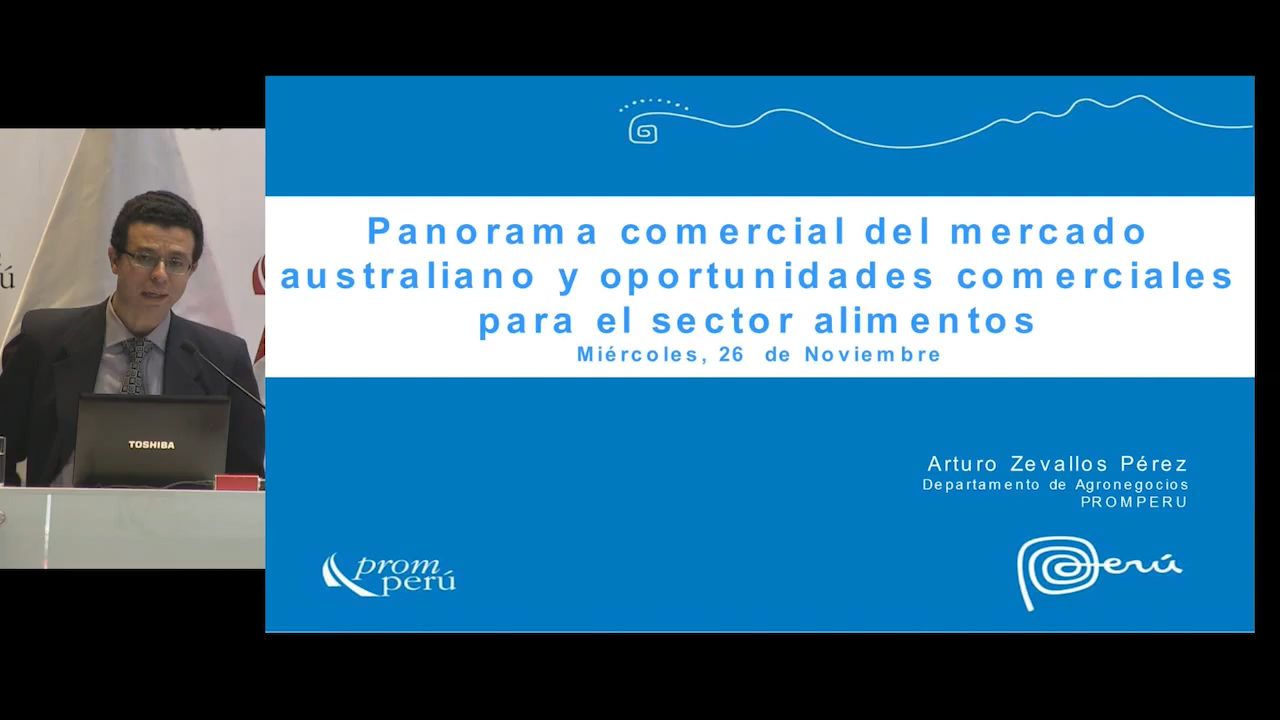 Panorama comercial del mercado
australiano y oportunidades comerciales
para el sector alimentos
Miércoles, 26 de Noviembre
Arturo Zevallos Pérez
Departamento de Agronegocios
PROMPERU
prom
perú
Perú
TOSHIBA
ú